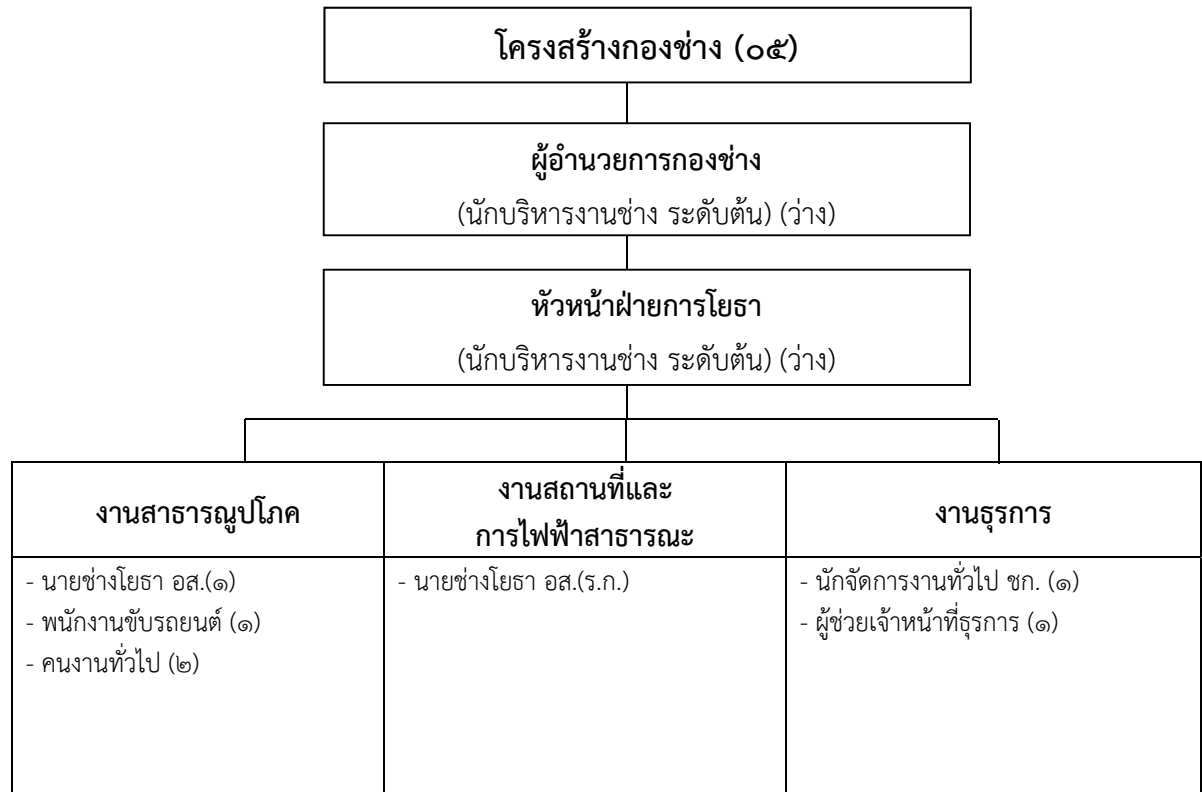 โครงสร้างกองช่าง (๐๕)
ผู้อำนวยการกองช่าง
(นักบริหารงานช่าง ระดับต้น) (ว่าง)
หัวหน้าฝ่ายการโยธา
(นักบริหารงานช่าง ระดับต้น) (ว่าง)
งานสาธารณูปโภค
- นายช่างโยธา อส.(๑)
- พนักงานขับรถยนต์ (๑)
- คนงานทั่วไป (๒)
งานสถานที่และ
การไฟฟ้าสาธารณะ
- นายช่างโยธา อส.(ร.ก.)
งานธุรการ
- นักจัดการงานทั่วไป ชก. (๑)
- ผู้ช่วยเจ้าหน้าที่ธุรการ (๑)